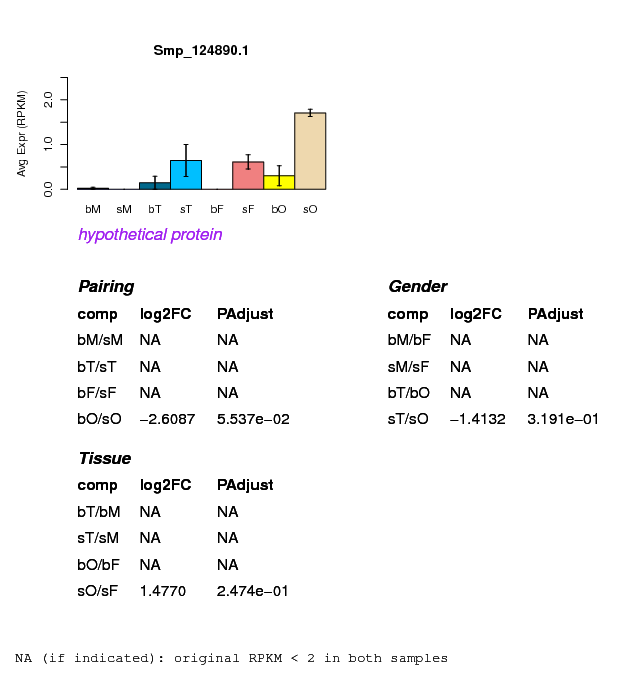 Smp_124890.1
Avg Expr (RPKM)
2.0
1.0
0.0
bM sM bT sT bF sF bO sO
hypothetical protein
Pairing
comp log2FC PAdjust
bM/sM NA NA
bT/sT NA NA
bF/sF NA NA
bO/sO −2.6087 5.537e−02
Gender
comp log2FC PAdjust
bM/bF NA NA
sM/sF NA NA
bT/bO NA NA
sT/sO −1.4132 3.191e−01
Tissue
comp log2FC PAdjust
bT/bM NA NA
sT/sM NA NA
bO/bF NA NA
sO/sF 1.4770 2.474e−01
NA (if indicated): original RPKM < 2 in both samples